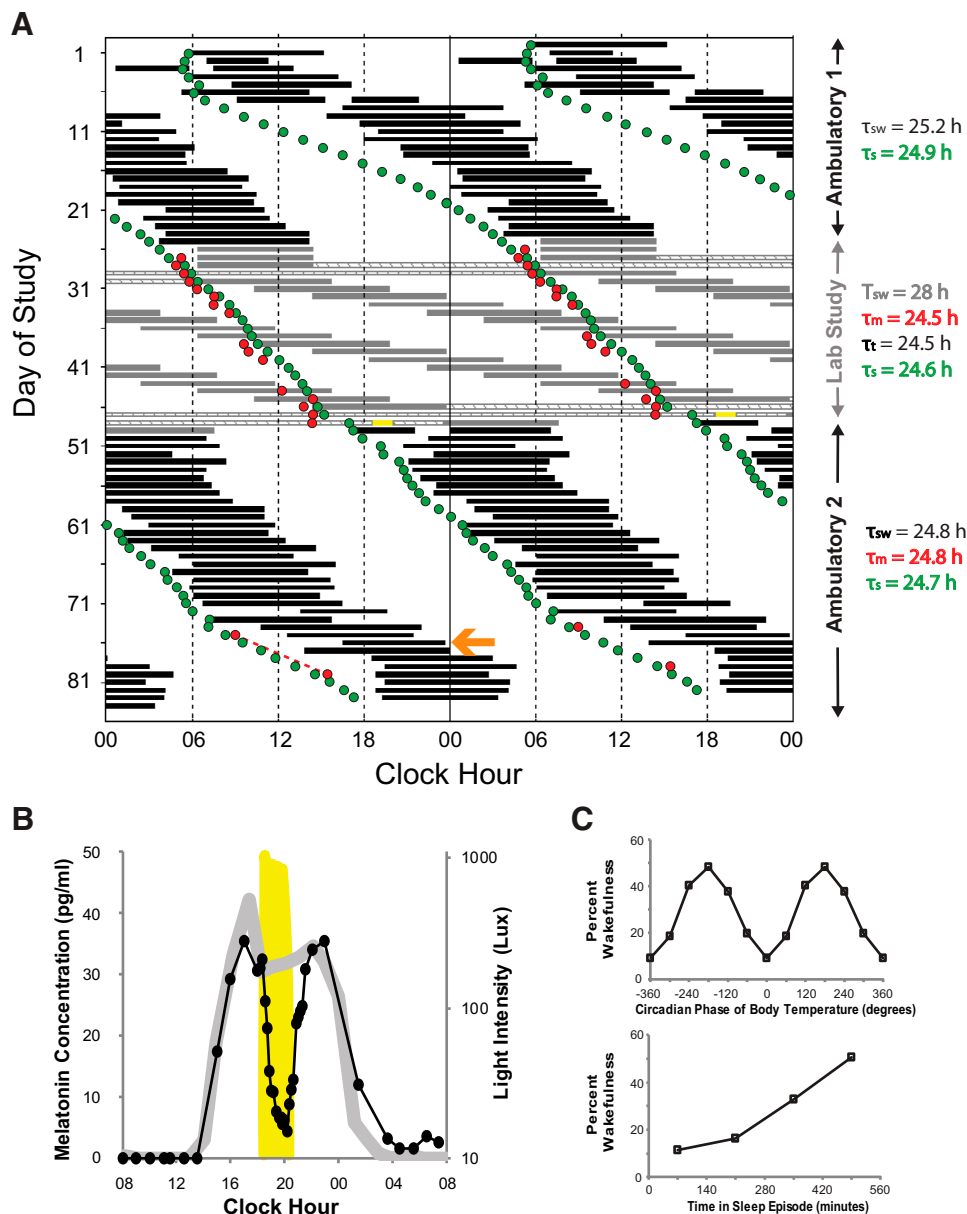 A
1
11
21
31
41
51
61
71
81
Day of Study
00 06 12 18 00 06 12 18 00
Clock Hour
Ambulatory 1
τsw = 25.2 h
τs = 24.9 h
Lab Study
Tsw = 28 h
τm = 24.5 h
τt = 24.5 h
τs = 24.6 h
Ambulatory 2
τsw = 24.8 h
τm = 24.8 h
τs = 24.7 h
B
Melatonin Concentration (pg/ml)
50
40
30
20
10
0
Light Intensity (Lux)
1000
100
10
08 12 16 20 00 04 08
Clock Hour
C
Percent
Wakefulness
60
40
20
0
-360 -240 -120 0 120 240 360
Circadian Phase of Body Temperature (degrees)
Percent
Wakefulness
60
40
20
0
0 140 280 420 560
Time in Sleep Episode (minutes)